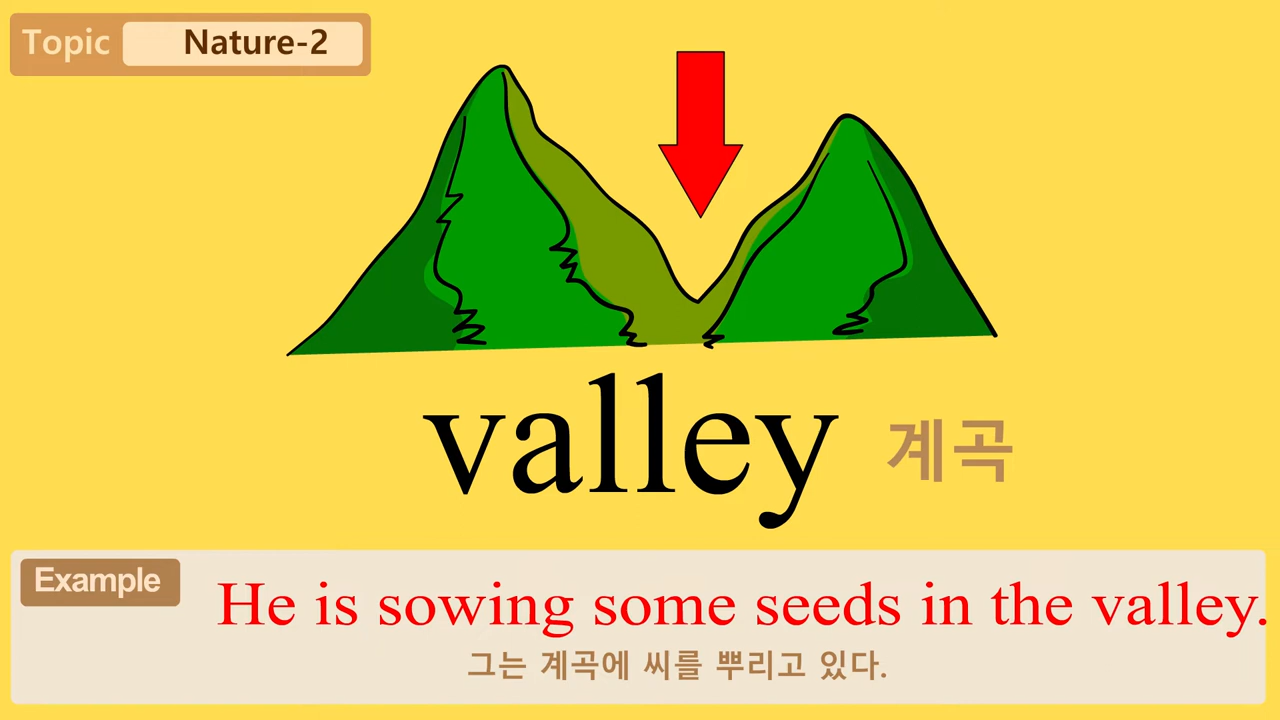 Topic Nature-2
valley 계곡
Example He is sowing some seeds in the valley.
그는 계곡에 씨를 뿌리고 있다.